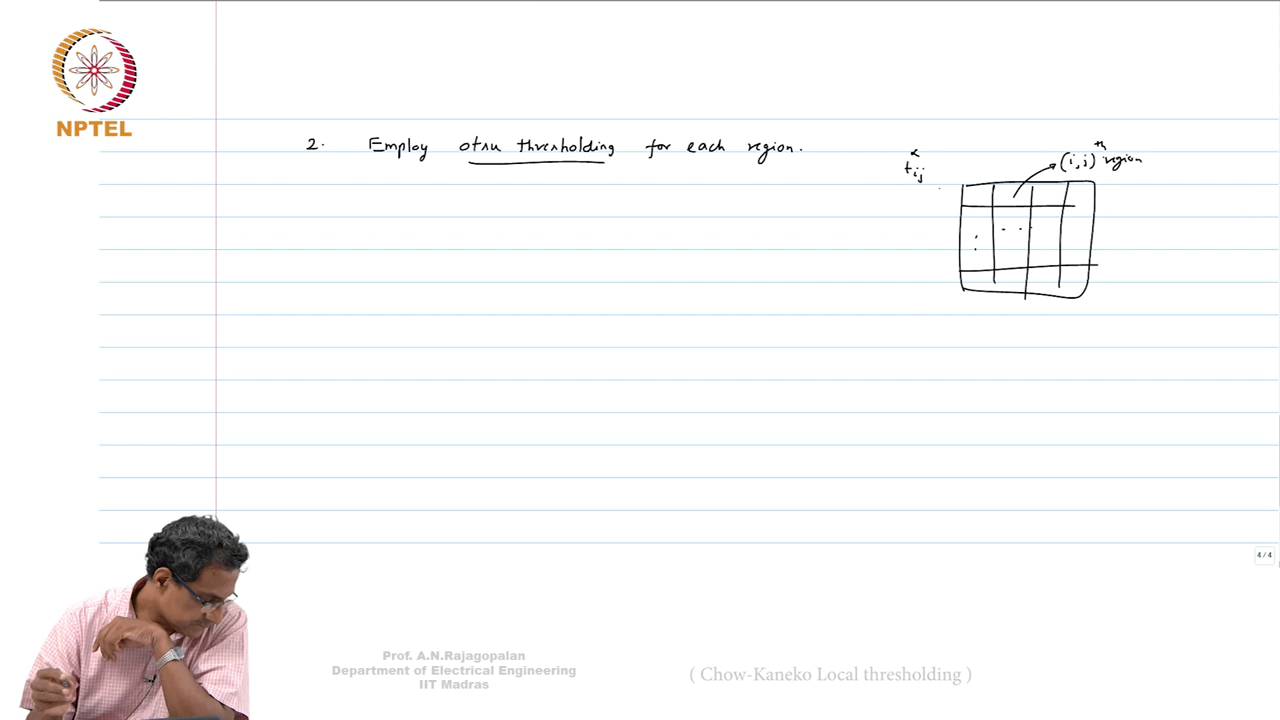 NPTEL
2. Employ otsu thresholding for each region.
t*ij
(i,j)th region
4 / 4
Prof. A.N.Rajagopalan
Department of Electrical Engineering
IIT Madras
( Chow-Kaneko Local thresholding )